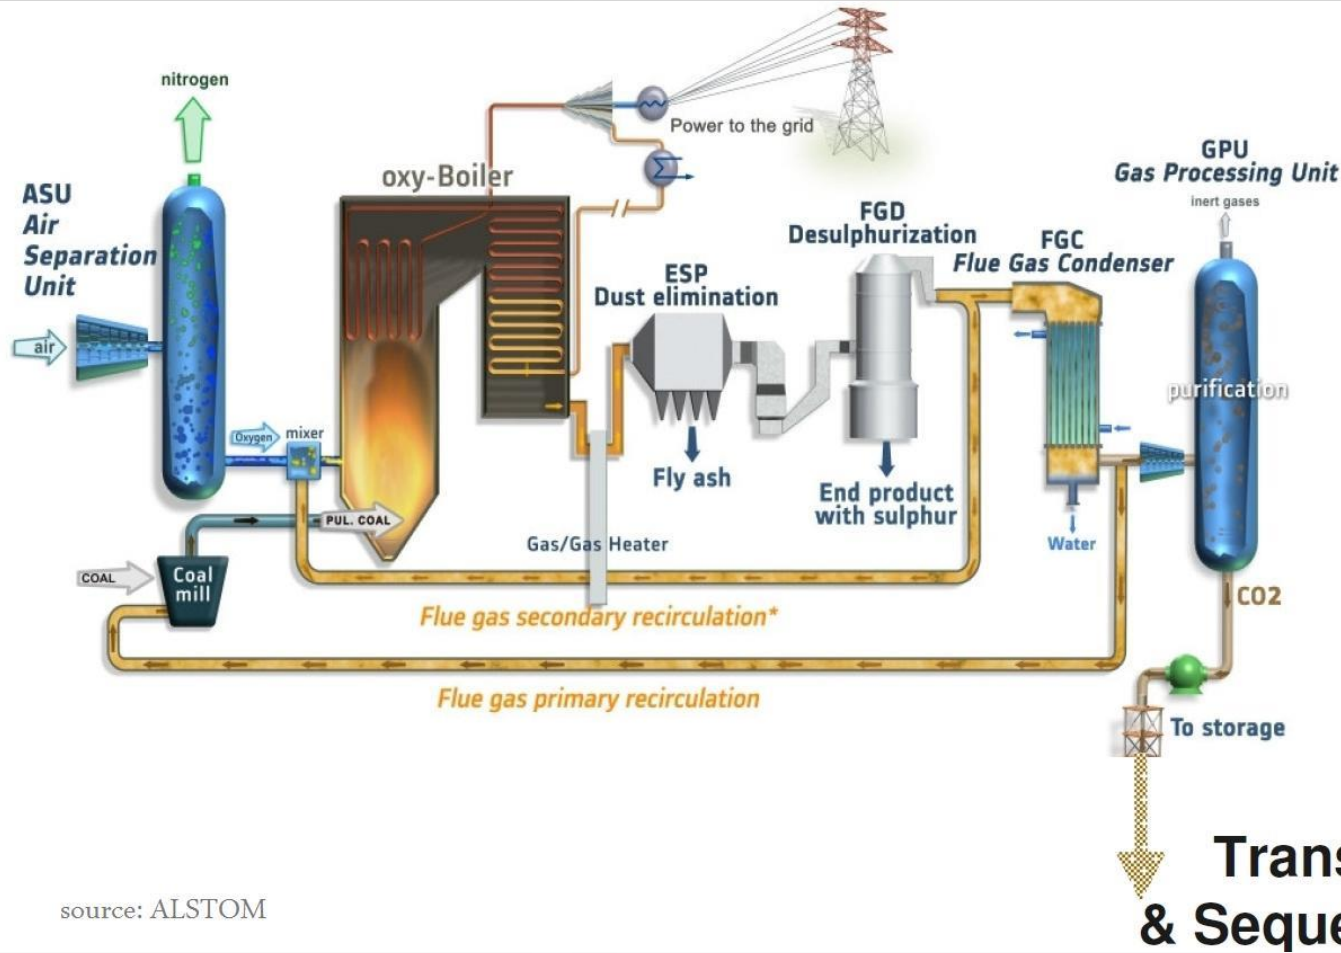 nitrogen
ASU
Air
Separation
Unit
air
Oxygen
mixer
COAL
Coal
mill
PUL. COAL
oxy-Boiler
Power to the grid
ESP
Dust elimination
Fly ash
Gas/Gas Heater
FGD
Desulphurization
End product
with sulphur
FGC
Flue Gas Condenser
Water
GPU
Gas Processing Unit
inert gases
purification
CO2
To storage
Flue gas secondary recirculation*
Flue gas primary recirculation
Trans
& Seque
source: ALSTOM